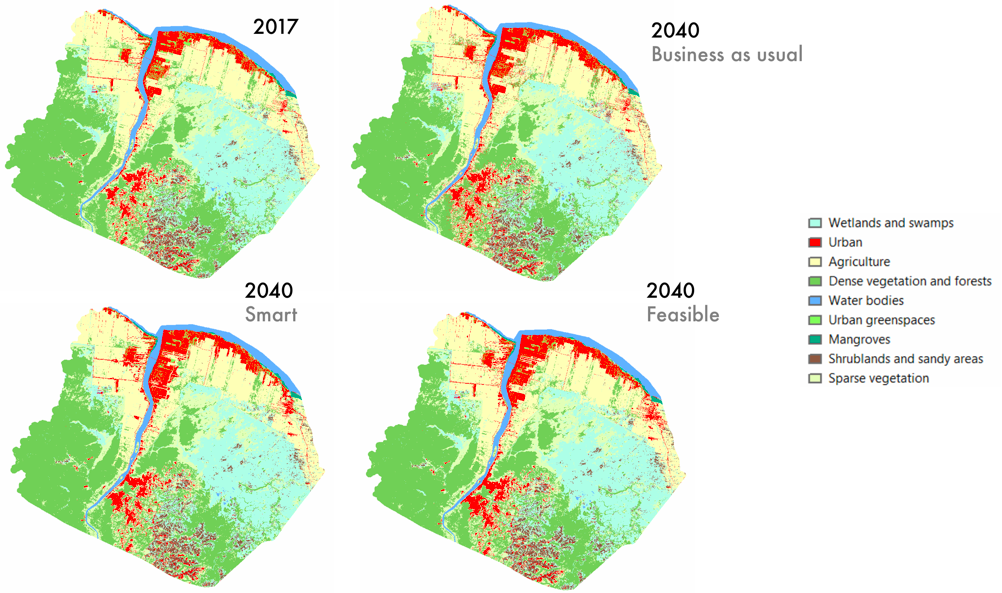 2017
2040
Business as usual
2040
Smart
2040
Feasible
Wetlands and swamps
Urban
Agriculture
Dense vegetation and forests
Water bodies
Urban greenspaces
Mangroves
Shrublands and sandy areas
Sparse vegetation